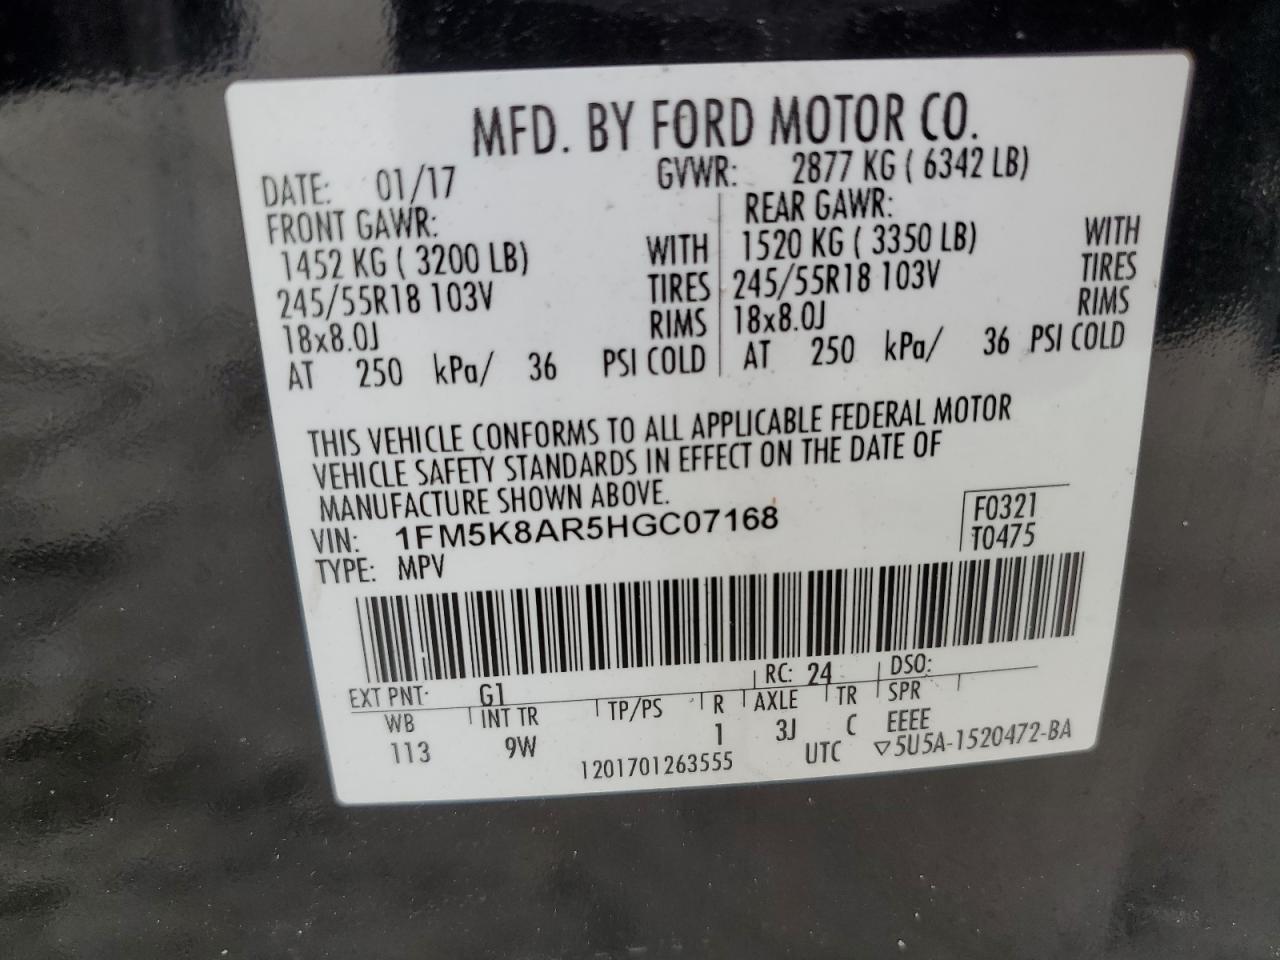 MFD. BY FORD MOTOR CO.
DATE: 01/17 GVWR: 2877 KG ( 6342 LB)
FRONT GAWR: REAR GAWR:
1452 KG ( 3200 LB) WITH 1520 KG ( 3350 LB) WITH
245/55R18 103V TIRES 245/55R18 103V TIRES
18x8.0J RIMS 18x8.0J RIMS
AT 250 kPa/ 36 PSI COLD AT 250 kPa/ 36 PSI COLD
THIS VEHICLE CONFORMS TO ALL APPLICABLE FEDERAL MOTOR
VEHICLE SAFETY STANDARDS IN EFFECT ON THE DATE OF
MANUFACTURE SHOWN ABOVE.
VIN: 1FM5K8AR5HGC07168 F0321
TYPE: MPV T0475
EXT PNT: G1 RC: 24 DSO:
WB INT TR TP/PS R AXLE TR SPR
113 9W 1 3J C EEEE
1201701263555 UTC ▽5U5A-1520472-BA